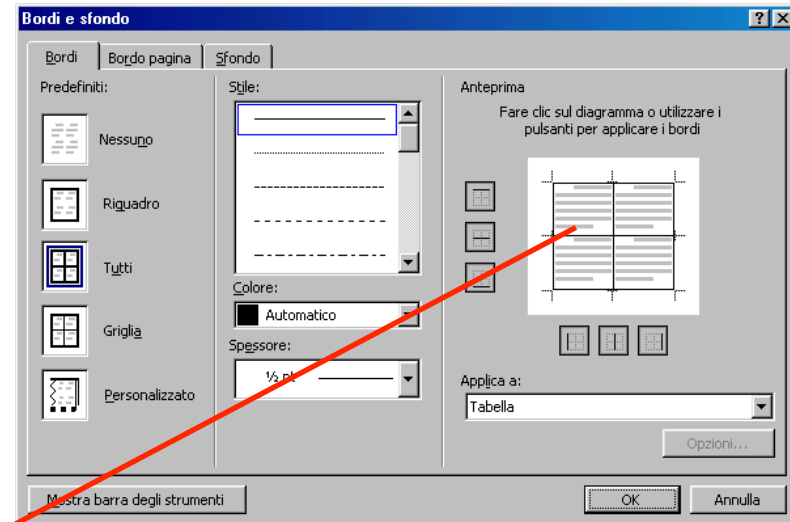 Bordi e sfondo
Bordi
Bordo pagina
Sfondo
Predefiniti:
Nessuno
Riquadro
Tutti
Griglia
Personalizzato
Stile:
Colore:
Automatico
Spessore:
½ pt
Anteprima
Fare clic sul diagramma o utilizzare i
pulsanti per applicare i bordi
Applica a:
Tabella
Opzioni...
Mostra barra degli strumenti
OK
Annulla